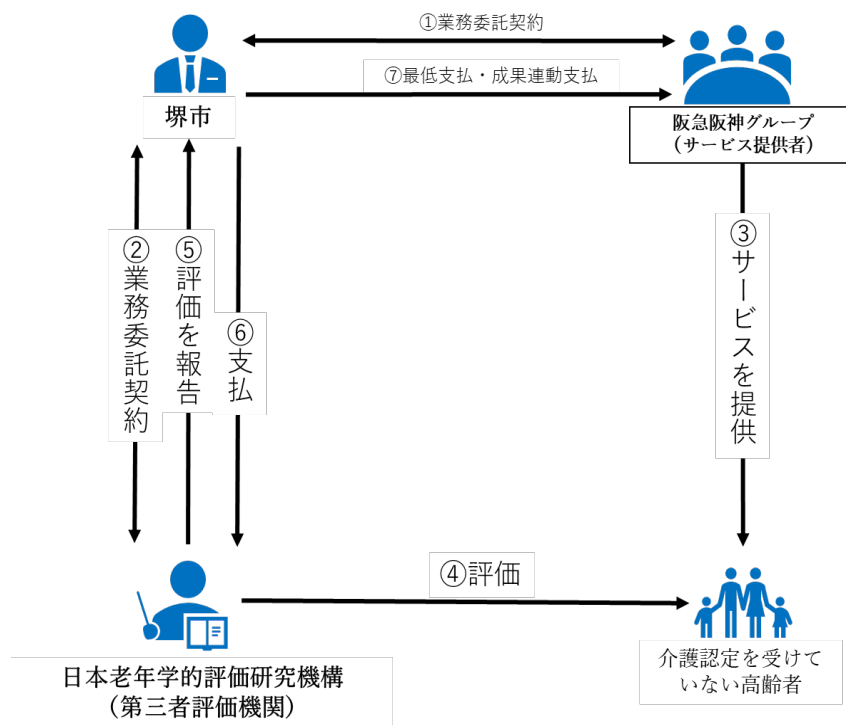 ①業務委託契約
⑦最低支払・成果連動支払
堺市
阪急阪神グループ
（サービス提供者）
②業務委託契約
⑤評価を報告
⑥支払
③サービスを提供
④評価
日本老年学的評価研究機構
（第三者評価機関）
介護認定を受けて
いない高齢者